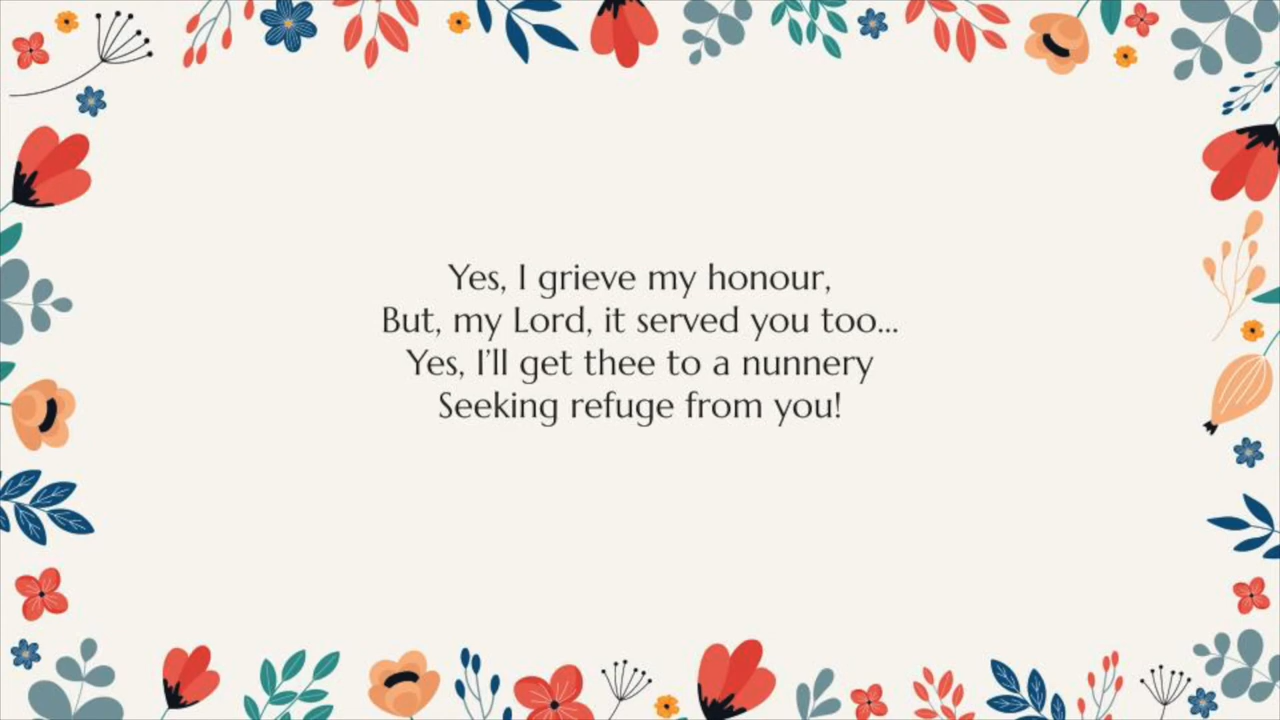 Yes, I grieve my honour,
But, my Lord, it served you too...
Yes, I’ll get thee to a nunnery
Seeking refuge from you!